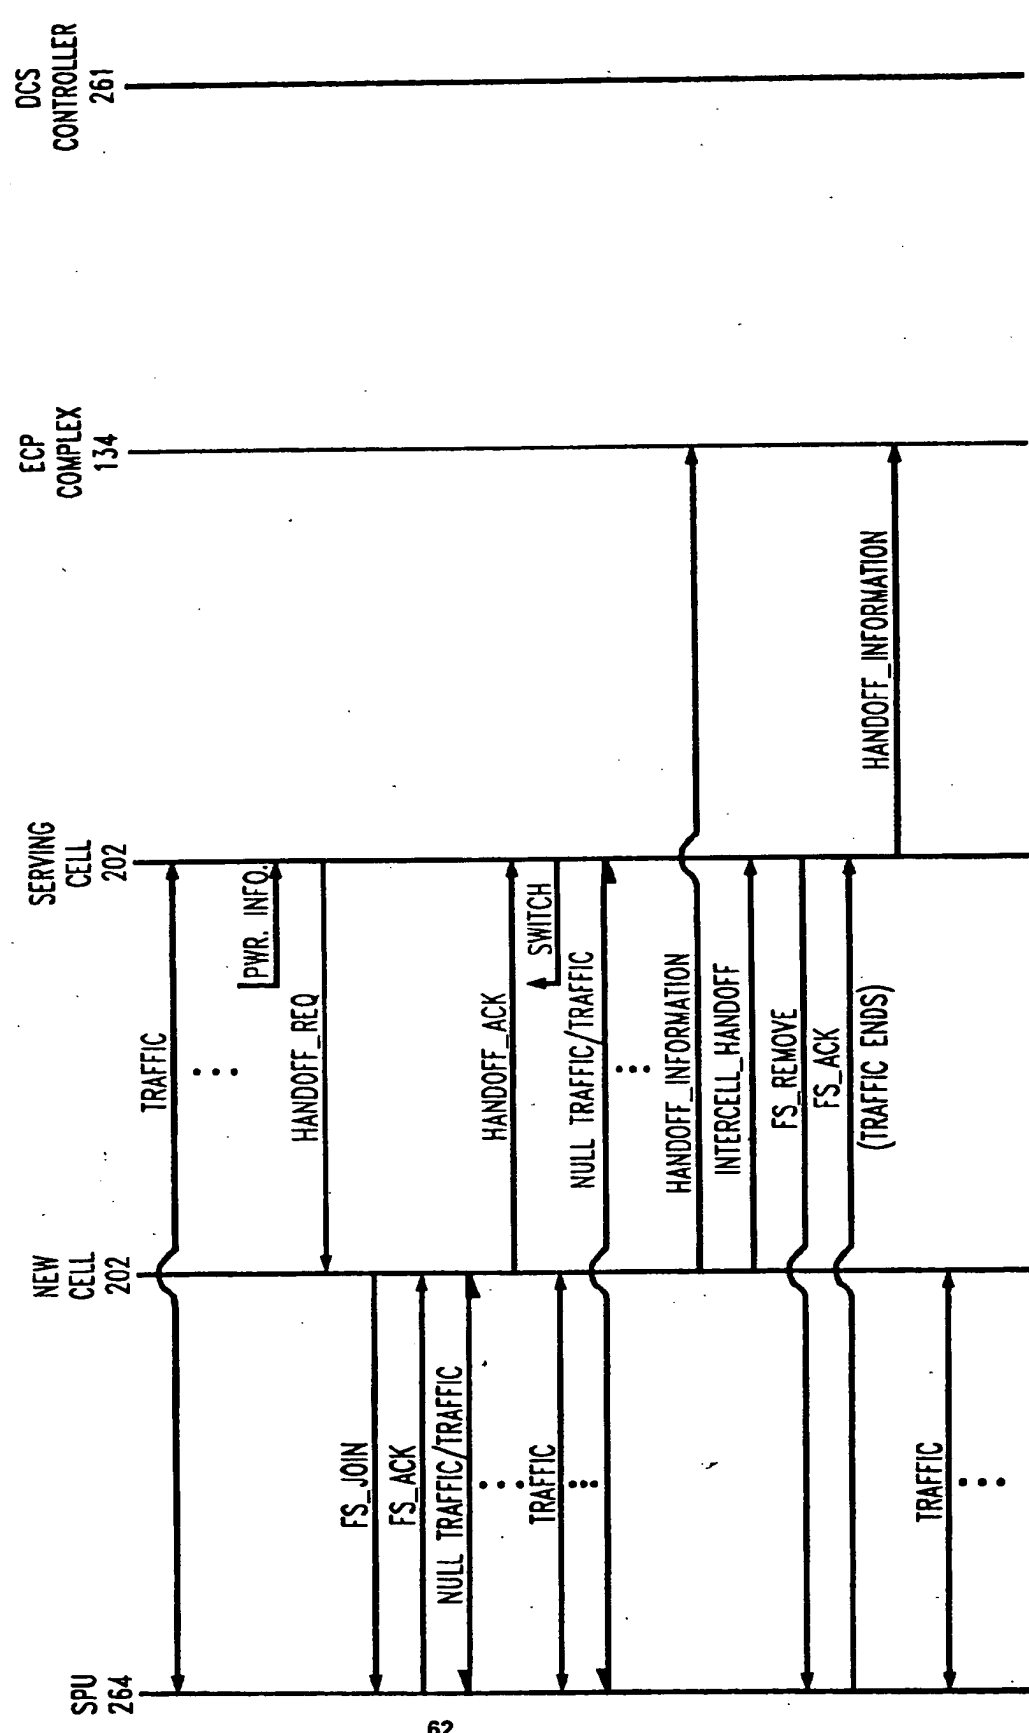 SPU
264
NEW
CELL
202
SERVING
CELL
202
ECP
COMPLEX
134
DCS
CONTROLLER
261
TRAFFIC
PWR. INFO.
HANDOFF_REQ
FS_JOIN
FS_ACK
NULL TRAFFIC/TRAFFIC
HANDOFF_ACK
SWITCH
TRAFFIC
NULL TRAFFIC/TRAFFIC
HANDOFF_INFORMATION
INTERCELL_HANDOFF
FS_REMOVE
FS_ACK
(TRAFFIC ENDS)
HANDOFF_INFORMATION
TRAFFIC
62